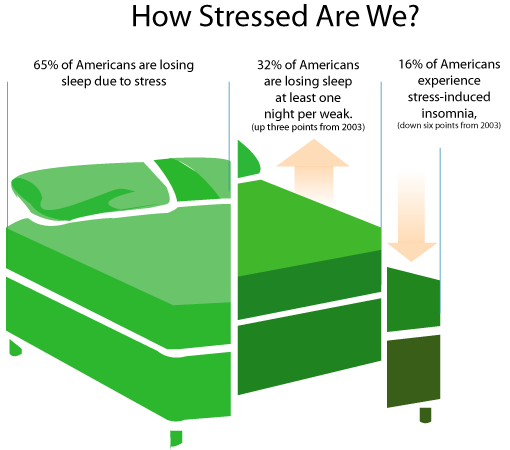 How Stressed Are We?
65% of Americans are losing
sleep due to stress
32% of Americans
are losing sleep
at least one
night per weak.
(up three points from 2003)
16% of Americans
experience
stress-induced
insomnia,
(down six points from 2003)